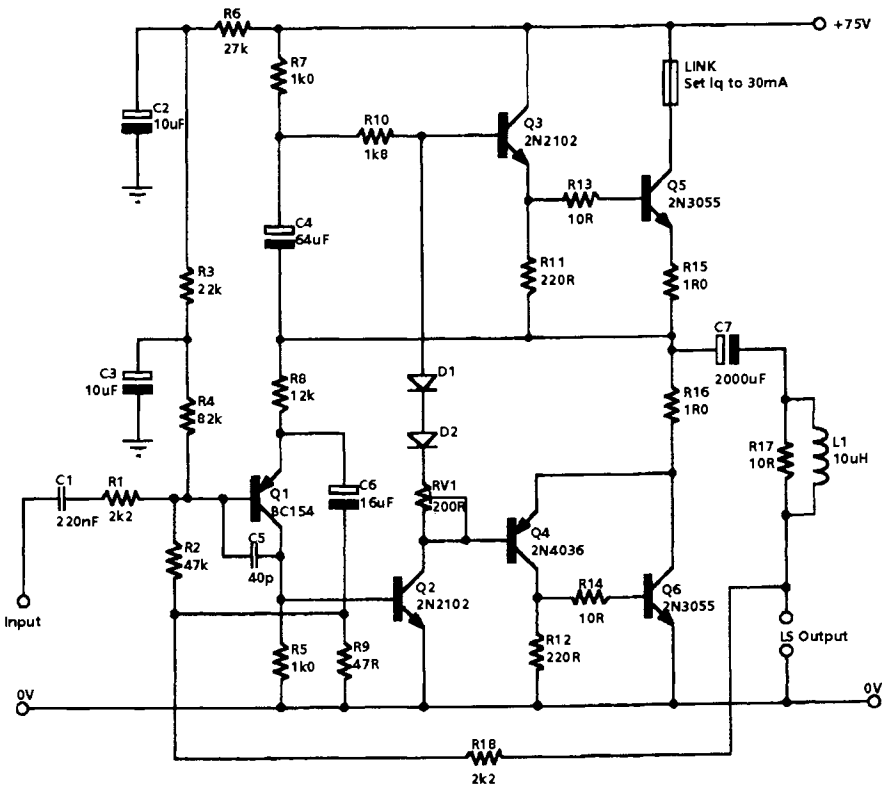 R6
27k
+75V
R7
1k0
LINK
Set Iq to 30mA
C2
10uF
R10
1k8
Q3
2N2102
R13
10R
Q5
2N3055
C4
64uF
R11
220R
R15
1R0
R3
22k
C7
2000uF
C3
10uF
R8
12k
D1
R16
1R0
R4
82k
D2
R17
10R
L1
10uH
C1
220nF
R1
2k2
Q1
BC154
C6
16uF
RV1
200R
Q4
2N4036
C5
40p
R2
47k
Q2
2N2102
R14
10R
Q6
2N3055
Input
LS Output
R5
1k0
R9
47R
R12
220R
0V
0V
R18
2k2